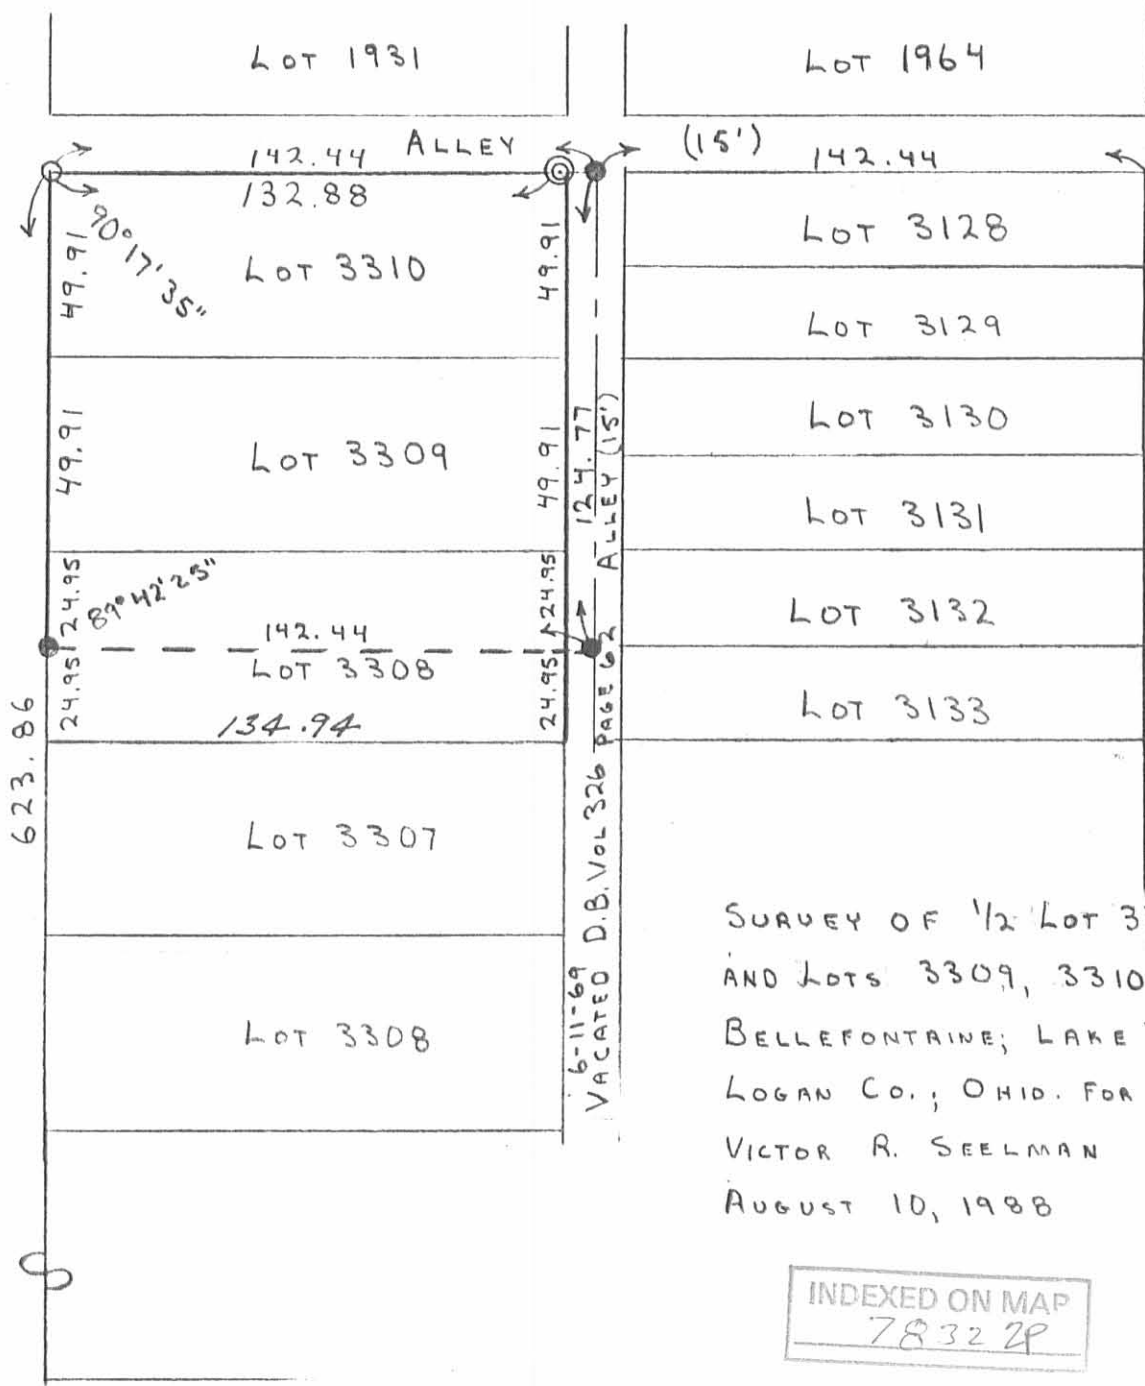 LOT 1931
LOT 1964
ALLEY
(15')
142.44
142.44
132.88
90°17'35"
49.91
LOT 3310
49.91
LOT 3128
LOT 3129
49.91
LOT 3309
49.91
124.77
ALLEY (15')
LOT 3130
LOT 3131
24.95
89°42'25"
24.95
142.44
LOT 3132
24.95
LOT 3308
24.95
134.94
LOT 3133
623.86
LOT 3307
LOT 3308
6-11-69
VACATED D.B. VOL 326 PAGE 62
SURVEY OF 1/2 LOT 3
AND LOTS 3309, 3310
BELLEFONTAINE; LAKE
LOGAN CO.; OHIO. FOR
VICTOR R. SEELMAN
AUGUST 10, 1988
INDEXED ON MAP